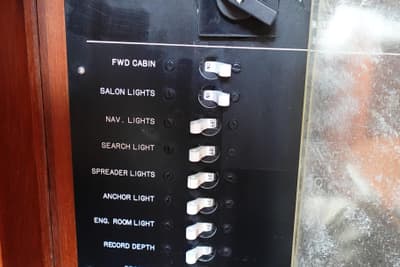 FWD CABIN
SALON LIGHTS
NAV. LIGHTS
SEARCH LIGHT
SPREADER LIGHTS
ANCHOR LIGHT
ENG. ROOM LIGHT
RECORD DEPTH